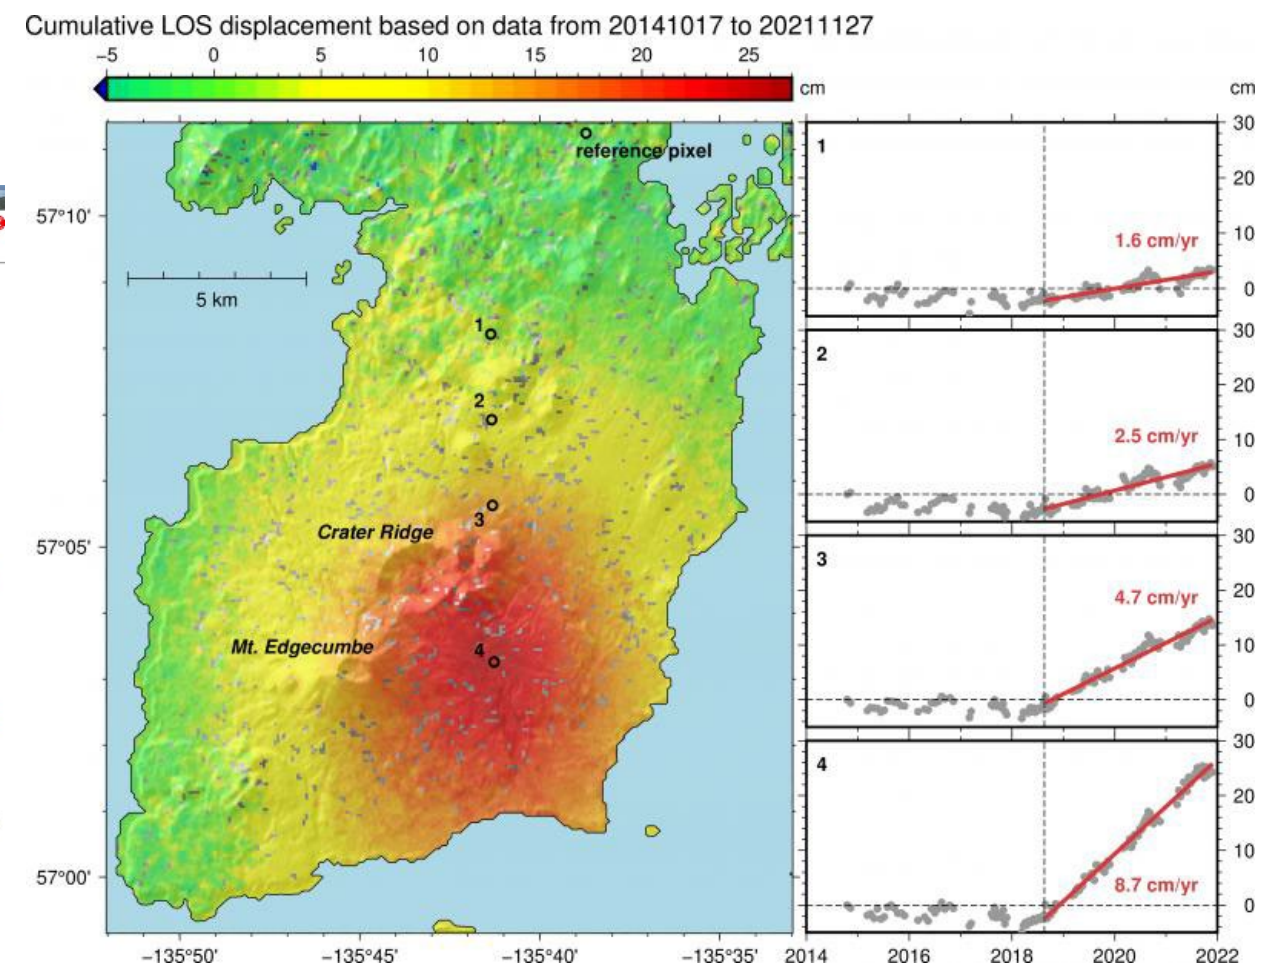 Cumulative LOS displacement based on data from 20141017 to 20211127
−5 0 5 10 15 20 25
cm
cm
reference pixel
57°10'
5 km
1
2
3
Crater Ridge
57°05'
Mt. Edgecumbe
4
57°00'
−135°50' −135°45' −135°40' −135°35'
1
30
20
1.6 cm/yr
10
0
2
30
20
2.5 cm/yr
10
0
3
30
20
4.7 cm/yr
10
0
4
30
20
10
8.7 cm/yr
0
2014 2016 2018 2020 2022